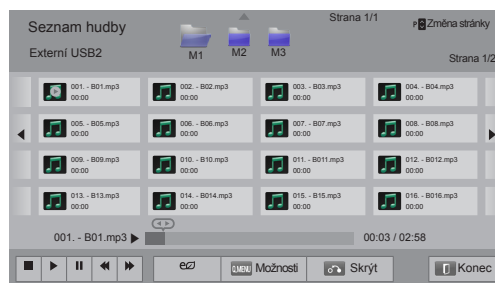 Seznam hudby
Strana 1/1
P Změna stránky
Externí USB2
M1
M2
M3
Strana 1/2
001. - B01.mp3
00:00
002. - B02.mp3
00:00
003. - B03.mp3
00:00
004. - B04.mp3
00:00
005. - B05.mp3
00:00
006. - B06.mp3
00:00
007. - B07.mp3
00:00
008. - B08.mp3
00:00
009. - B09.mp3
00:00
010. - B10.mp3
00:00
011. - B011.mp3
00:00
012. - B012.mp3
00:00
013. - B13.mp3
00:00
014. - B014.mp3
00:00
015. - B15.mp3
00:00
016. - B016.mp3
00:00
001. - B01.mp3
00:03 / 02:58
Q.MENU Možnosti
Skrýt
Konec